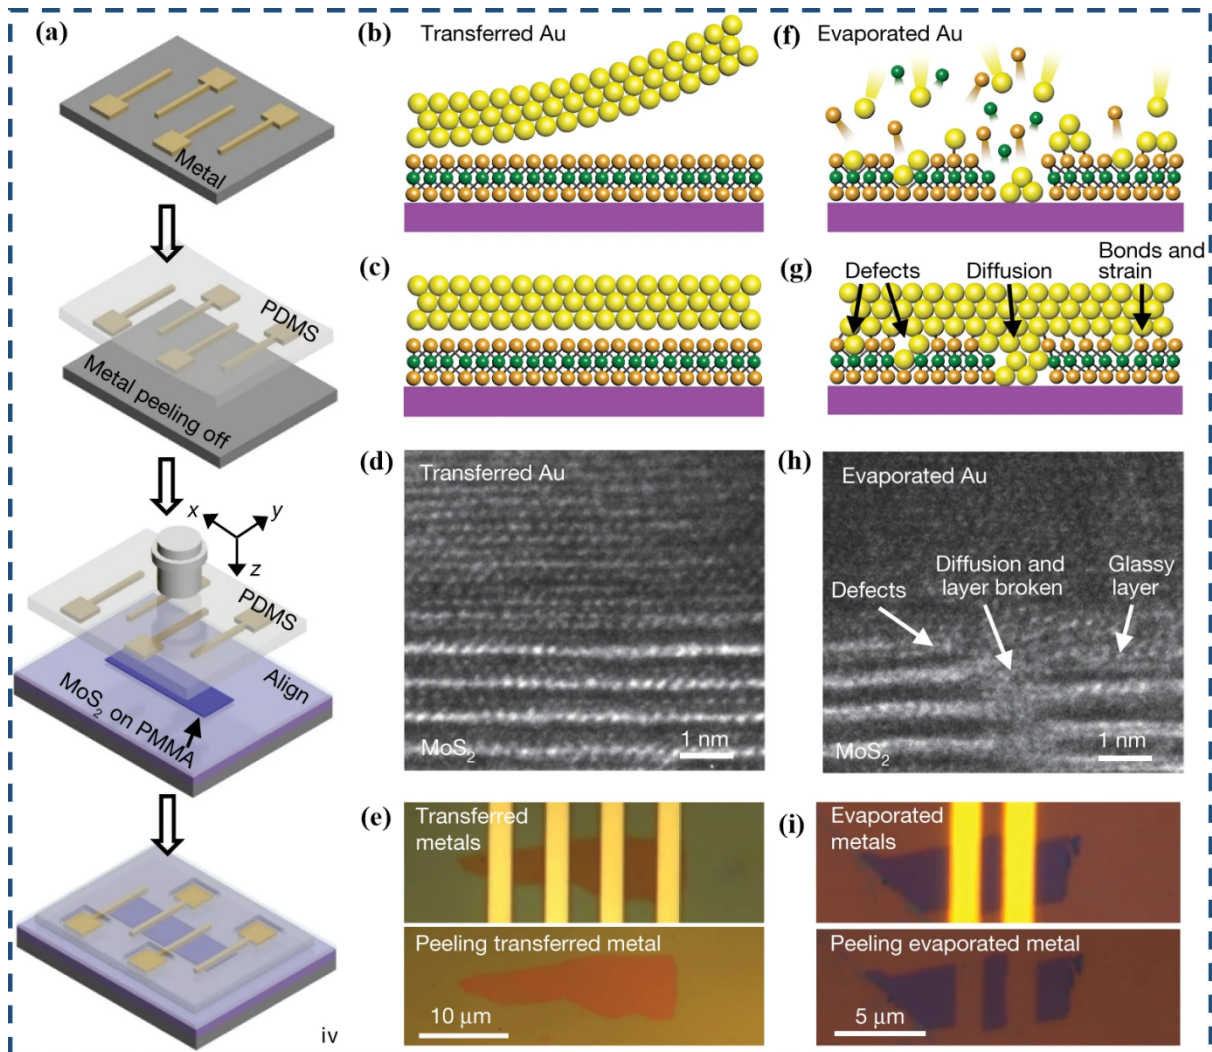 (a)
Metal
PDMS
Metal peeling off
x
y
z
PDMS
Align
MoS₂ on PMMA
iv
(b)
Transferred Au
(c)
(d)
Transferred Au
MoS₂
1 nm
(e)
Transferred
metals
Peeling transferred metal
10 μm
(f)
Evaporated Au
(g)
Defects
Diffusion
Bonds and
strain
(h)
Evaporated Au
Defects
Diffusion and
layer broken
Glassy
layer
MoS₂
1 nm
(i)
Evaporated
metals
Peeling evaporated metal
5 μm